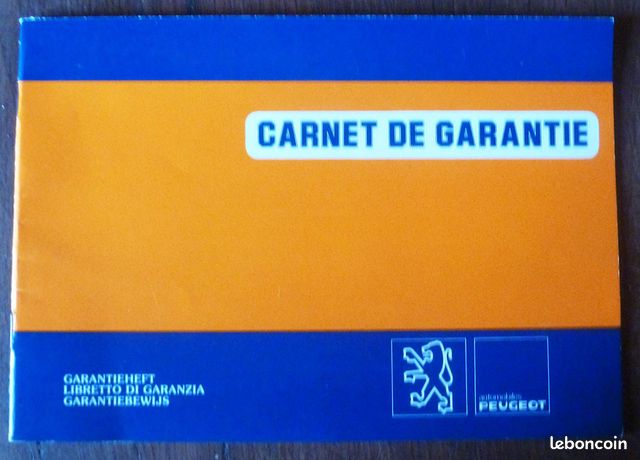 CARNET DE GARANTIE
GARANTIEHEFT
LIBRETTO DI GARANZIA
GARANTIEBEWIJS
automobiles
PEUGEOT
leboncoin